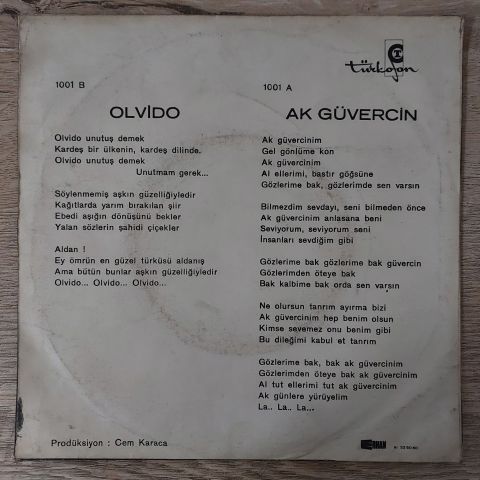 türkofon
1001 B
OLVİDO
Olvido unutuş demek
Kardeş bir ülkenin, kardeş dilinde.
Olvido unutuş demek
Unutmam gerek...
Söylenmemiş aşkın güzelliğiyledir
Kağıtlarda yarım bırakılan şiir
Ebedi aşığın dönüşünü bekler
Yalan sözlerin şahidi çiçekler
Aldan !
Ey ömrün en güzel türküsü aldanış
Ama bütün bunlar aşkın güzelliğiyledir
Olvido... Olvido... Olvido...
1001 A
AK GÜVERCİN
Ak güvercinim
Gel gönlüme kon
Ak güvercinim
Al ellerimi, bastır göğsüne
Gözlerime bak, gözlerimde sen varsın
Bilmezdim sevdayı, seni bilmeden önce
Ak güvercinim anlasana beni
Seviyorum, seviyorum seni
İnsanları sevdiğim gibi
Gözlerime bak gözlerime bak güvercin
Gözlerimden öteye bak
Bak kalbime bak orda sen varsın
Ne olursun tanrım ayırma bizi
Ak güvercinim hep benim olsun
Kimse sevemez onu benim gibi
Bu dileğimi kabul et tanrım
Gözlerime bak, bak ak güvercinim
Gözlerimden öteye bak ak güvercinim
Al tut ellerimi tut ak güvercinim
Ak günlere yürüyelim
La.. La.. La...
Prodüksiyon : Cem Karaca